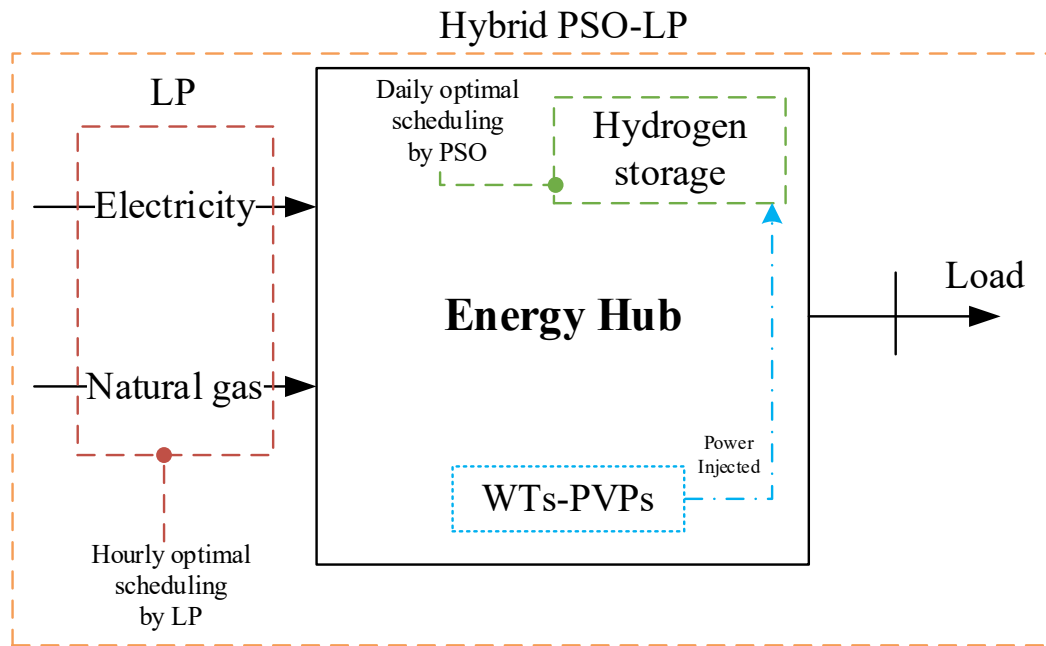 Hybrid PSO-LP
LP
Electricity
Natural gas
Hourly optimal
scheduling
by LP
Daily optimal
scheduling
by PSO
Hydrogen
storage
Energy Hub
Power
Injected
WTs-PVPs
Load